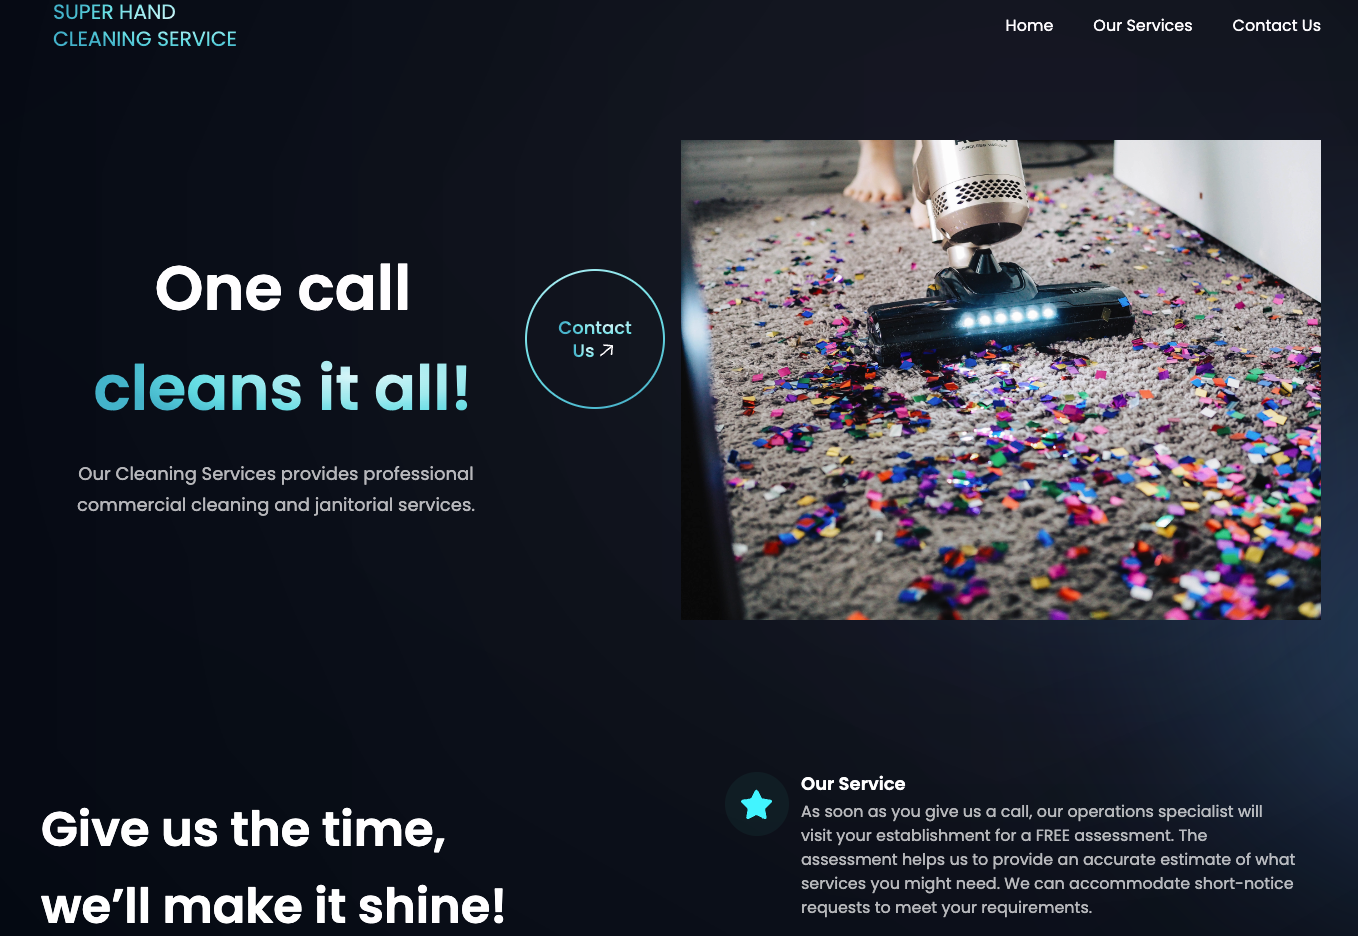 SUPER HAND
CLEANING SERVICE
Home
Our Services
Contact Us
One call
cleans it all!
Contact
Us
Our Cleaning Services provides professional
commercial cleaning and janitorial services.
Our Service
As soon as you give us a call, our operations specialist will
visit your establishment for a FREE assessment. The
assessment helps us to provide an accurate estimate of what
services you might need. We can accommodate short-notice
requests to meet your requirements.
Give us the time,
we’ll make it shine!